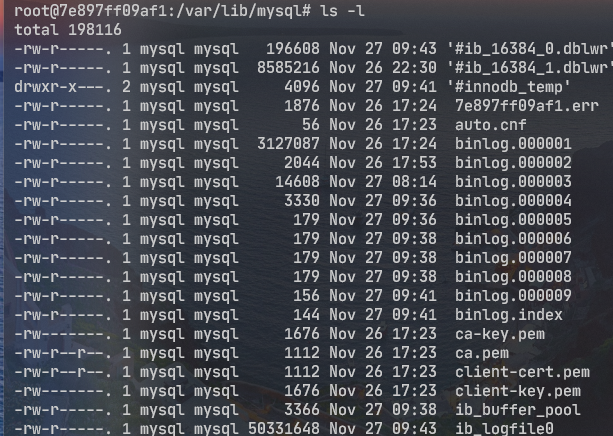 root@7e897ff09af1:/var/lib/mysql# ls -l
total 198116
-rw-r-----. 1 mysql mysql   196608 Nov 27 09:43 '#ib_16384_0.dblwr'
-rw-r-----. 1 mysql mysql  8585216 Nov 26 22:30 '#ib_16384_1.dblwr'
drwxr-x---. 2 mysql mysql     4096 Nov 27 09:41 '#innodb_temp'
-rw-r-----. 1 mysql mysql     1876 Nov 26 17:24  7e897ff09af1.err
-rw-r-----. 1 mysql mysql       56 Nov 26 17:23  auto.cnf
-rw-r-----. 1 mysql mysql  3127087 Nov 26 17:24  binlog.000001
-rw-r-----. 1 mysql mysql     2044 Nov 26 17:53  binlog.000002
-rw-r-----. 1 mysql mysql    14608 Nov 27 08:14  binlog.000003
-rw-r-----. 1 mysql mysql     3330 Nov 27 09:36  binlog.000004
-rw-r-----. 1 mysql mysql      179 Nov 27 09:36  binlog.000005
-rw-r-----. 1 mysql mysql      179 Nov 27 09:38  binlog.000006
-rw-r-----. 1 mysql mysql      179 Nov 27 09:38  binlog.000007
-rw-r-----. 1 mysql mysql      179 Nov 27 09:38  binlog.000008
-rw-r-----. 1 mysql mysql      156 Nov 27 09:41  binlog.000009
-rw-r-----. 1 mysql mysql      144 Nov 27 09:41  binlog.index
-rw-------. 1 mysql mysql     1676 Nov 26 17:23  ca-key.pem
-rw-r--r--. 1 mysql mysql     1112 Nov 26 17:23  ca.pem
-rw-r--r--. 1 mysql mysql     1112 Nov 26 17:23  client-cert.pem
-rw-------. 1 mysql mysql     1676 Nov 26 17:23  client-key.pem
-rw-r-----. 1 mysql mysql     3366 Nov 27 09:38  ib_buffer_pool
-rw-r-----. 1 mysql mysql 50331648 Nov 27 09:43  ib_logfile0